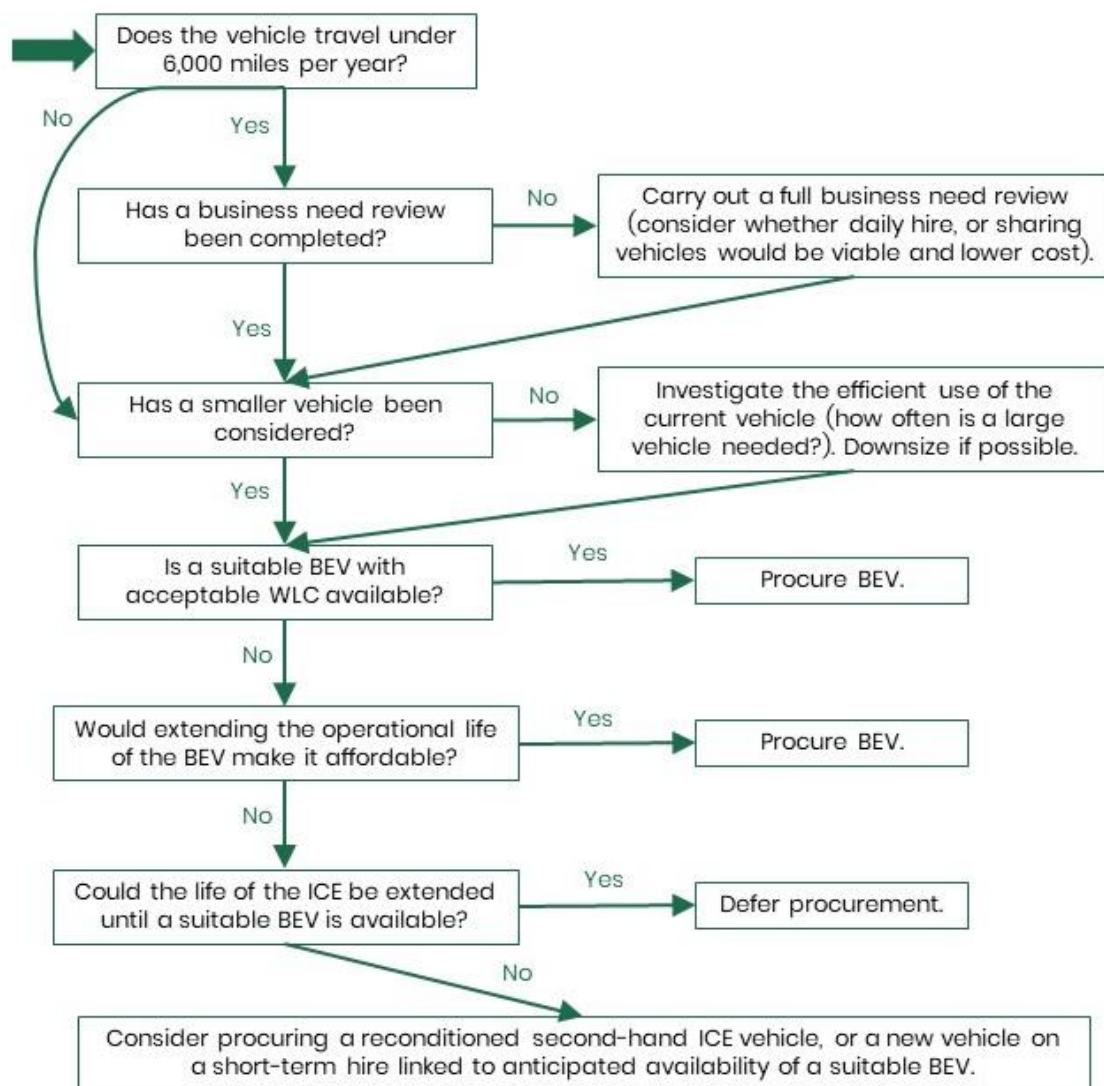 Does the vehicle travel under
6,000 miles per year?
No
Yes
Has a business need review
been completed?
No
Carry out a full business need review
(consider whether daily hire, or sharing
vehicles would be viable and lower cost).
Yes
Has a smaller vehicle been
considered?
No
Investigate the efficient use of the
current vehicle (how often is a large
vehicle needed?). Downsize if possible.
Yes
Is a suitable BEV with
acceptable WLC available?
Yes
Procure BEV.
No
Would extending the operational life
of the BEV make it affordable?
Yes
Procure BEV.
No
Could the life of the ICE be extended
until a suitable BEV is available?
Yes
Defer procurement.
No
Consider procuring a reconditioned second-hand ICE vehicle, or a new vehicle on
a short-term hire linked to anticipated availability of a suitable BEV.